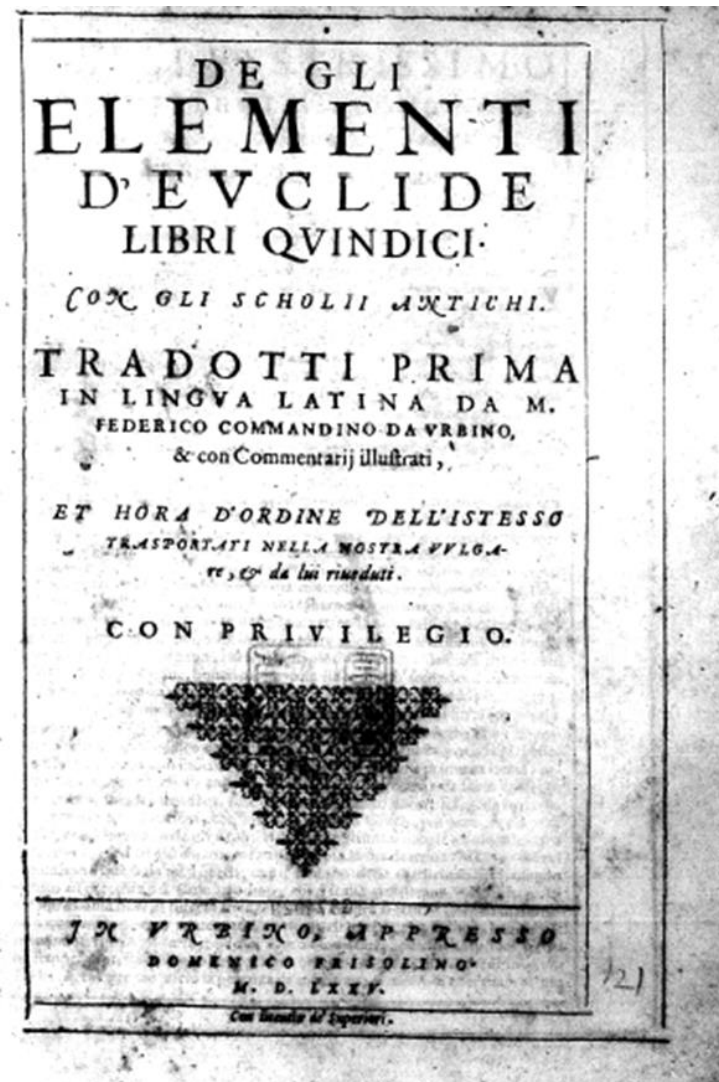 DE GLI
ELEMENTI
D'EVCLIDE
LIBRI QVINDICI·
CON GLI SCHOLII ANTICHI.
TRADOTTI PRIMA
IN LINGVA LATINA DA M.
FEDERICO COMMANDINO DA VRBINO,
& con Commentarij illuſtrati,
ET HORA D'ORDINE DELL'ISTESSO
TRASPORTATI NELLA NOSTRA VVLGA-
re, & da lui riueduti.
CON PRIVILEGIO.
IN VRBINO, APPRESSO
DOMENICO FRISOLINO·
M. D. LXXV.
Con licentia de' Superiori.
121